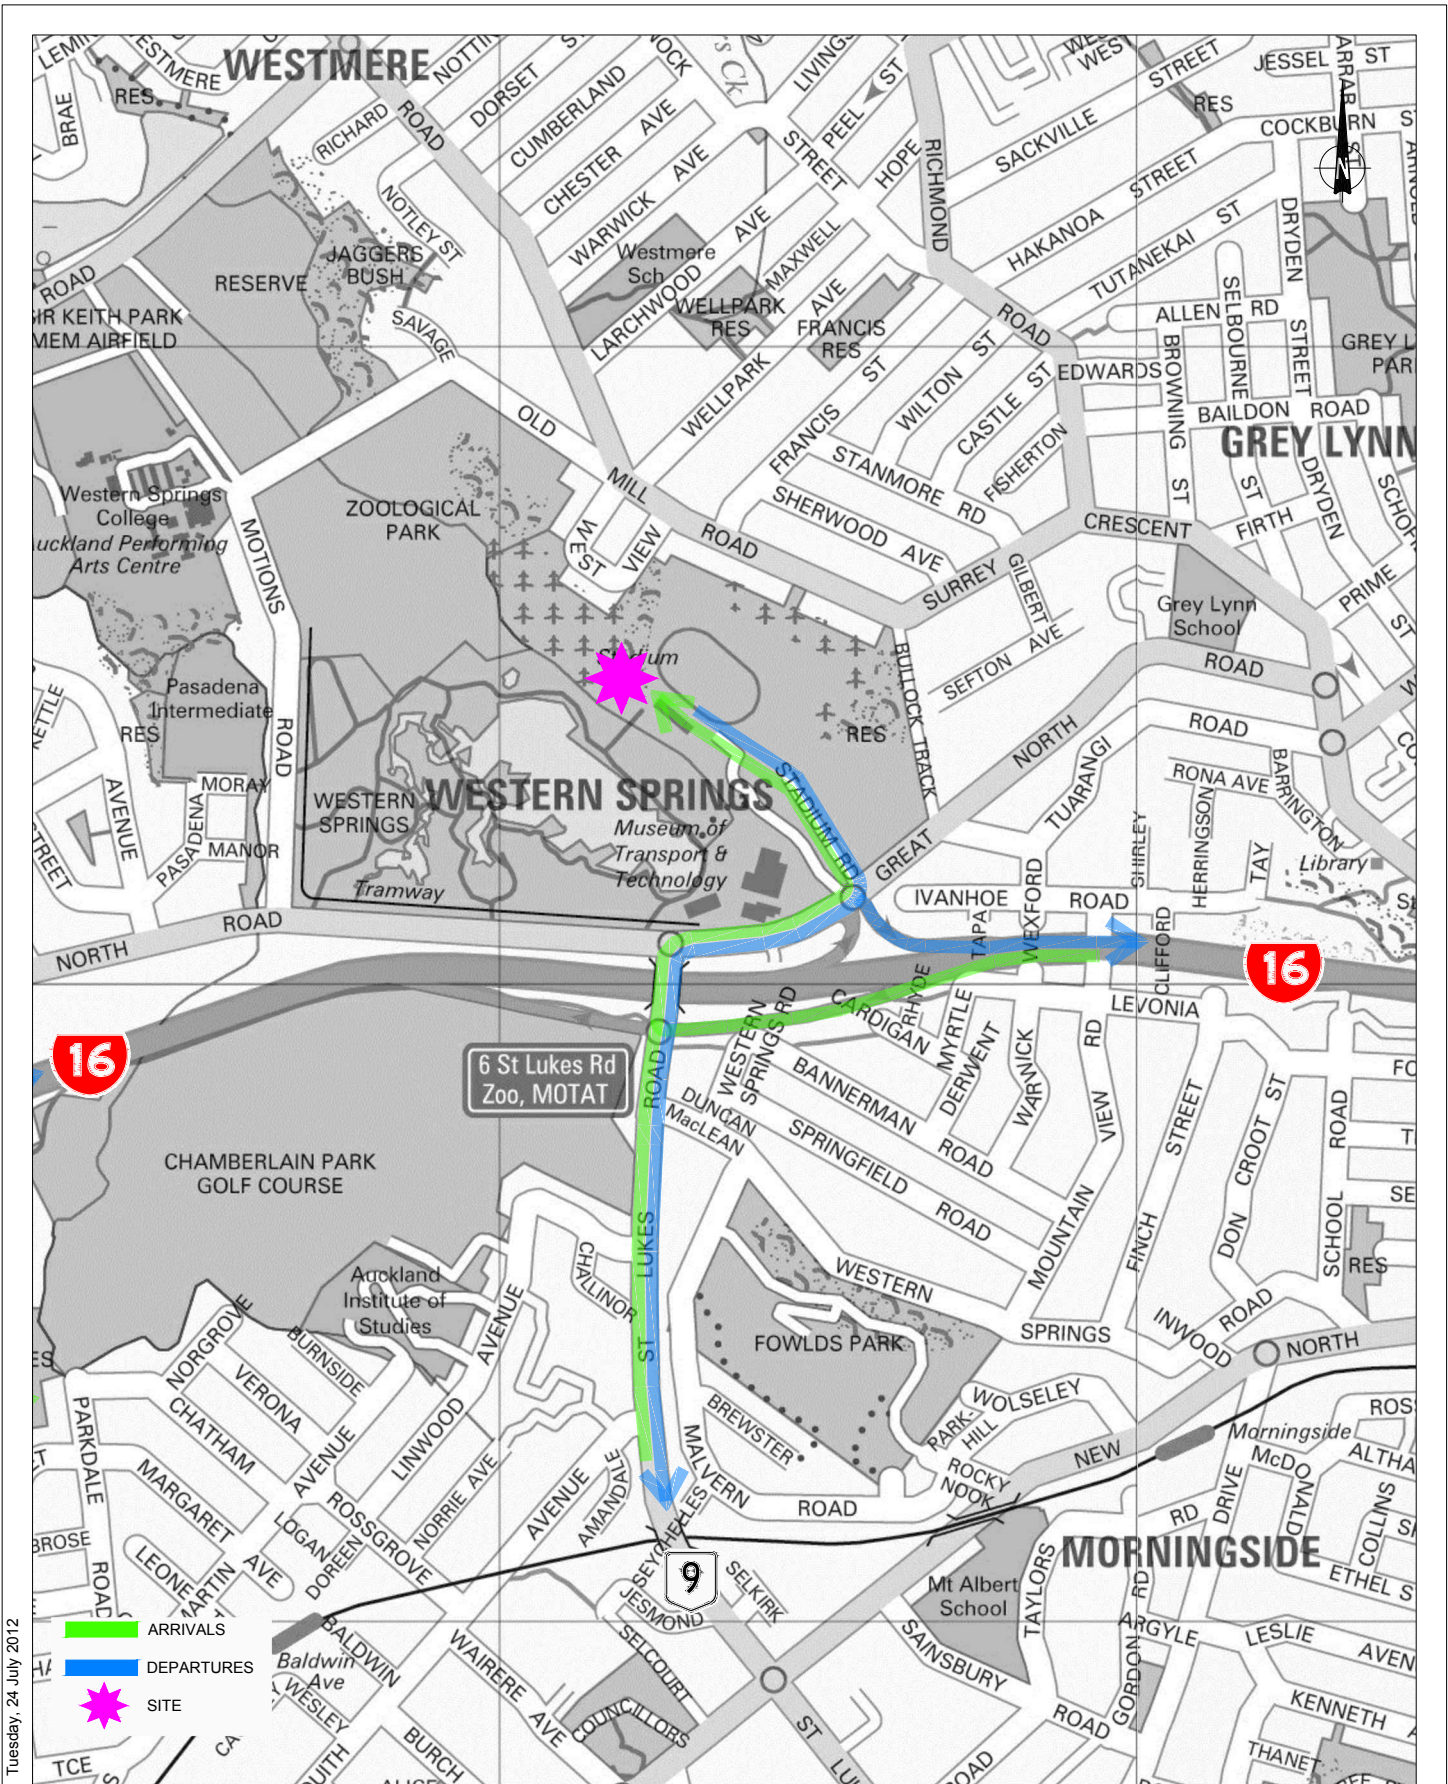 WESTMERE
WESTMERE
RES
BRAE
RICHARD
ROAD
DORSET
CUMBERLAND
CHESTER AVE
WARWICK AVE
NOTLEY ST
JAGGERS
BUSH
RESERVE
SAVAGE
ROAD
SIR KEITH PARK
MEM AIRFIELD
Westmere
Sch
LARCHWOOD AVE
WELLPARK
RES
MAXWELL
WELLPARK AVE
FRANCIS
RES
STREET
PEEL ST
HOPE
RICHMOND
ROAD
SACKVILLE STREET
HAKANOA STREET
TUTANEKAI ST
JESSEL ST
RES
COCKBURN ST
N
DRYDEN
STREET
ALLEN RD
SELBOURNE
ST
EDWARDS
BROWNING
ST
BAILDON ROAD
GREY LYNN
FIRTH
DRYDEN
PRIME
ST
OLD
MILL
ROAD
FRANCIS ST
WILTON ST
CASTLE ST
FISHERTON
STANMORE RD
SHERWOOD AVE
SURREY
CRESCENT
GILBERT
SEFTON AVE
Grey Lynn
School
WEST
VIEW
ZOOLOGICAL
PARK
Western Springs
College
Auckland Performing
Arts Centre
MOTIONS
ROAD
Pasadena
Intermediate
RES
KETTLE
AVENUE
STREET
MORAY
PASADENA
MANOR
Stadium
BULLOCK TRACK
RES
STADIUM RD
WESTERN SPRINGS
WESTERN
SPRINGS
Museum of
Transport &
Technology
Tramway
GREAT
NORTH
ROAD
ROAD
TUARANGI
RONA AVE
BARRINGTON
HERRINGSON
SHIRLEY
TAY
Library
IVANHOE ROAD
WEXFORD
TAPA
CLIFFORD
NORTH
ROAD
16
16
LEVONIA
CARDIGAN
RHYDE
MYRTLE
DERWENT
WARWICK
WESTERN
SPRINGS RD
BANNERMAN
ROAD
6 St Lukes Rd
Zoo, MOTAT
ROAD
DUNCAN
MacLEAN
SPRINGFIELD
ROAD
MOUNTAIN
VIEW
RD
FINCH
STREET
DON CROOT ST
SCHOOL
ROAD
RES
CHAMBERLAIN PARK
GOLF COURSE
Auckland
Institute of
Studies
CHALLINOR
ST LUKES
WESTERN
SPRINGS
FOWLDS PARK
INWOOD
ROAD
NORTH
NEW
NORGROVE
BURNSIDE
VERONA
CHATHAM
AVENUE
MARGARET
PARKDALE
ROAD
LINWOOD
AVENUE
NORRIE AVE
ROSSGROVE
LOGAN
DOREEN
LEONE
MARTIN
AVE
AVENUE
AMANDALE
BREWSTER
MALVERN
ROAD
WOLSELEY
PARK-
HILL
ROCKY
NOOK
Morningside
McDONALD
DRIVE
RD
COLLINS
MORNINGSIDE
SEYCHELLES
9
SELKIRK
JESMOND
SELCOURT
COUNCILLORS
Mt Albert
School
TAYLORS
RD
ARGYLE
LESLIE
GORDON
SAINSBURY
ROAD
KENNETH
THANET
ETHEL S
BALDWIN
Baldwin
Ave
WESLEY
WAIRERE
AVE
BURCH
ST
ROAD
TCE
ARRIVALS
DEPARTURES
SITE
Tuesday, 24 July 2012